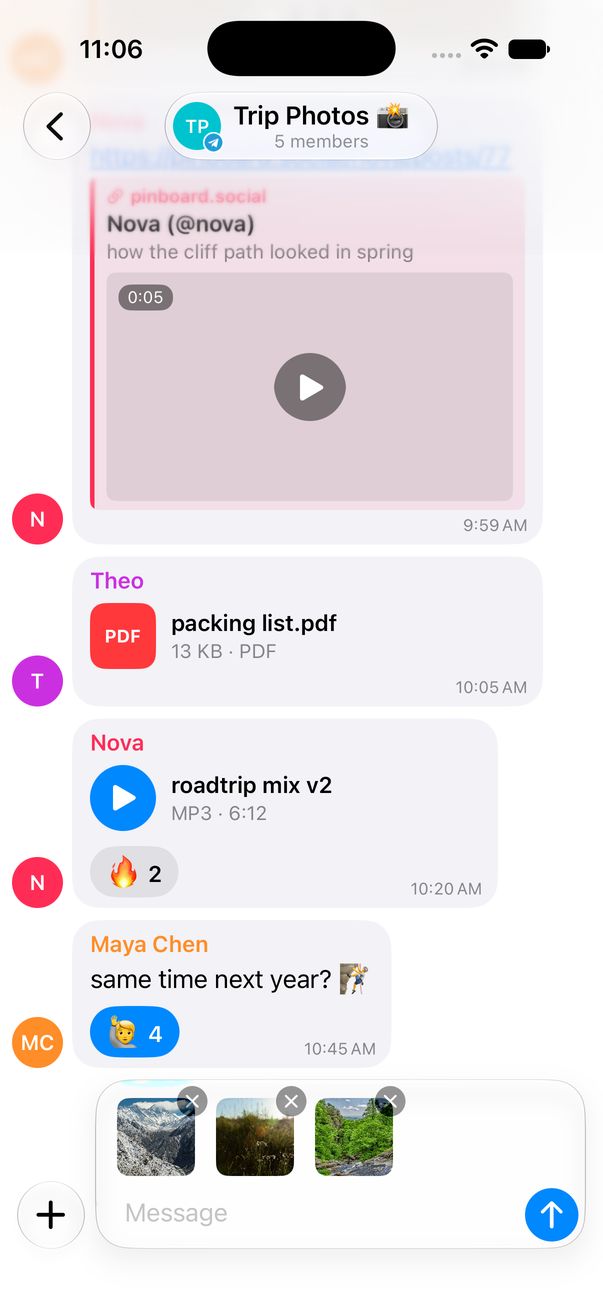 11:06
TP
Trip Photos 📸
5 members
pinboard.social
Nova (@nova)
how the cliff path looked in spring
0:05
N
9:59 AM
Theo
PDF
packing list.pdf
13 KB · PDF
T
10:05 AM
Nova
roadtrip mix v2
MP3 · 6:12
🔥 2
N
10:20 AM
Maya Chen
same time next year? 💃
🙋 4
MC
10:45 AM
Message